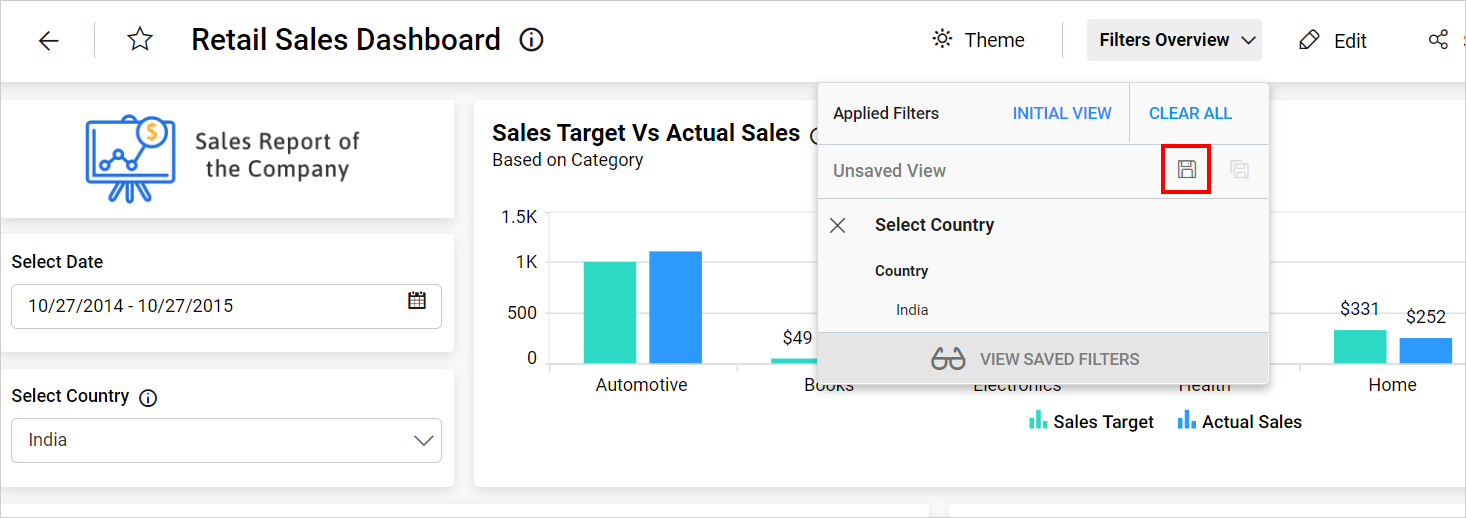 Retail Sales Dashboard
Theme
Filters Overview
Edit
Sales Report of
the Company
$
Select Date
10/27/2014 - 10/27/2015
Select Country
India
Sales Target Vs Actual Sales
Based on Category
1.5K
1K
500
0
$49
$331
$252
Automotive
Books
Electronics
Health
Home
Sales Target
Actual Sales
Applied Filters
INITIAL VIEW
CLEAR ALL
Unsaved View
Select Country
Country
India
VIEW SAVED FILTERS